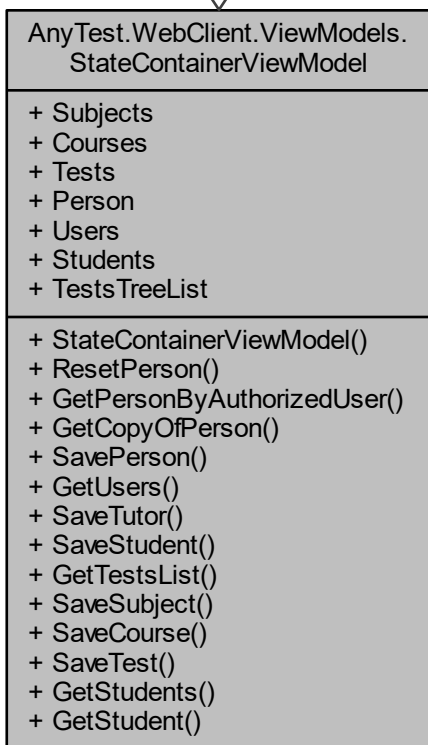 AnyTest.WebClient.ViewModels.
StateContainerViewModel
+ Subjects
+ Courses
+ Tests
+ Person
+ Users
+ Students
+ TestsTreeList
+ StateContainerViewModel()
+ ResetPerson()
+ GetPersonByAuthorizedUser()
+ GetCopyOfPerson()
+ SavePerson()
+ GetUsers()
+ SaveTutor()
+ SaveStudent()
+ GetTestsList()
+ SaveSubject()
+ SaveCourse()
+ SaveTest()
+ GetStudents()
+ GetStudent()